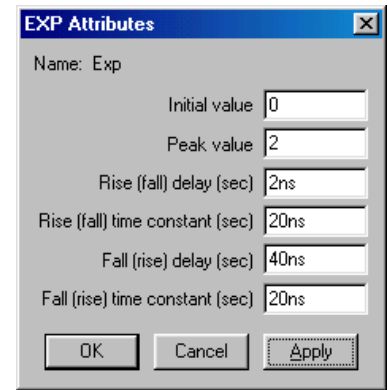 EXP Attributes
Name: Exp
Initial value 0
Peak value 2
Rise (fall) delay (sec) 2ns
Rise (fall) time constant (sec) 20ns
Fall (rise) delay (sec) 40ns
Fall (rise) time constant (sec) 20ns
OK Cancel Apply